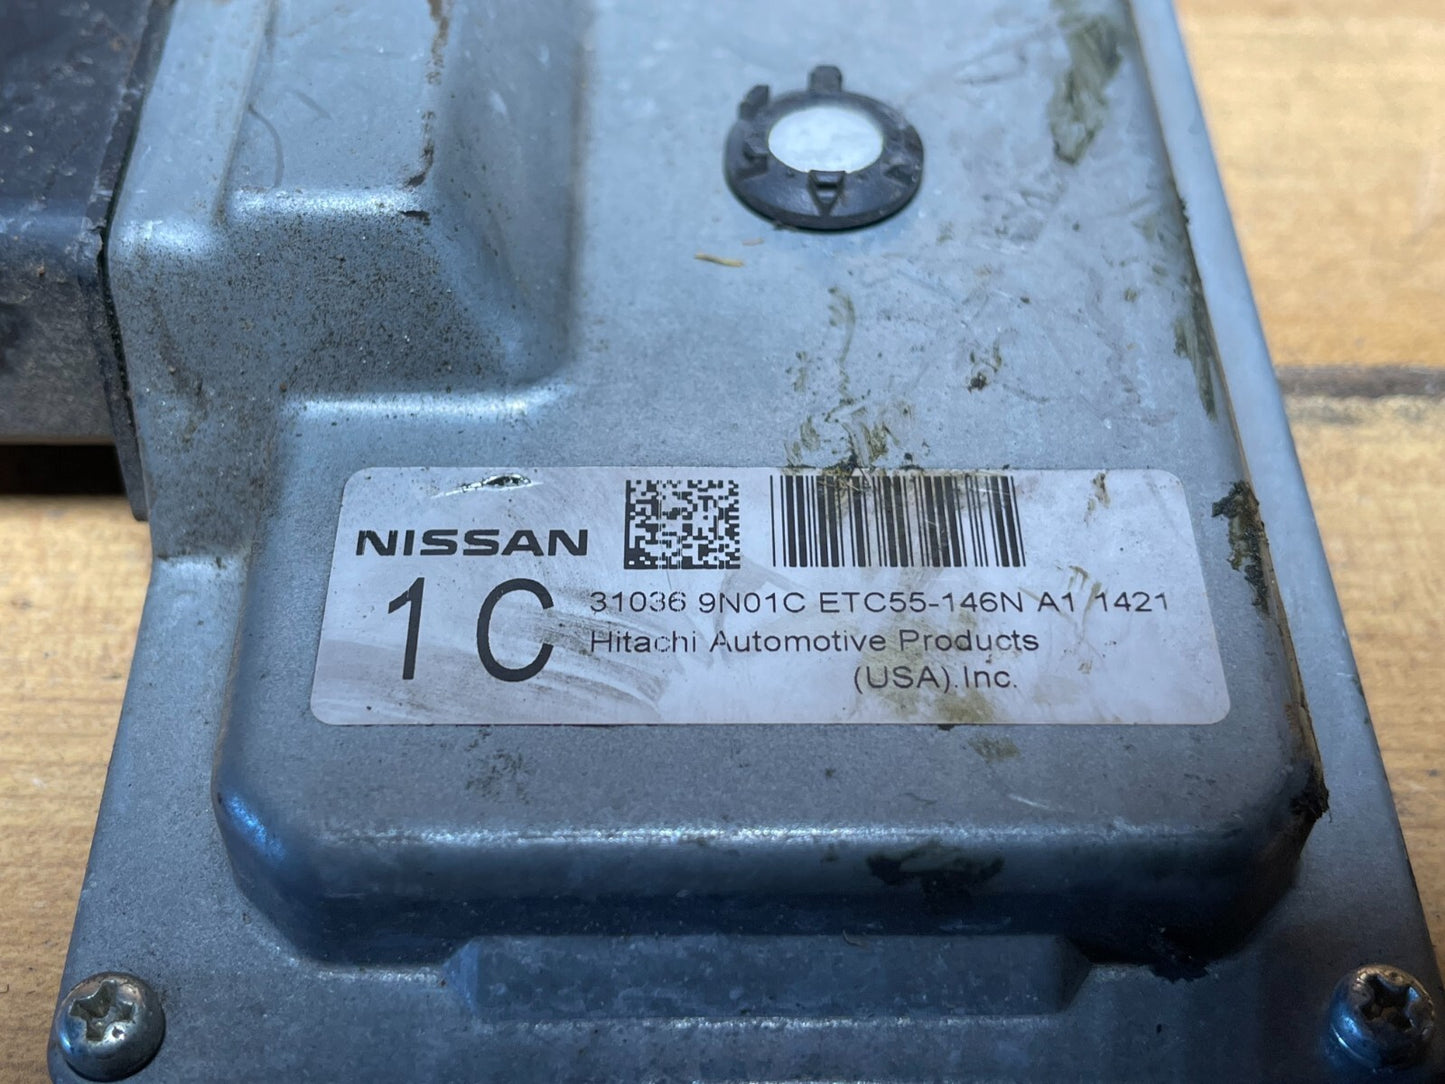 NISSAN
1C
31036 9N01C ETC55-146N A1 1421
Hitachi Automotive Products
(USA).Inc.